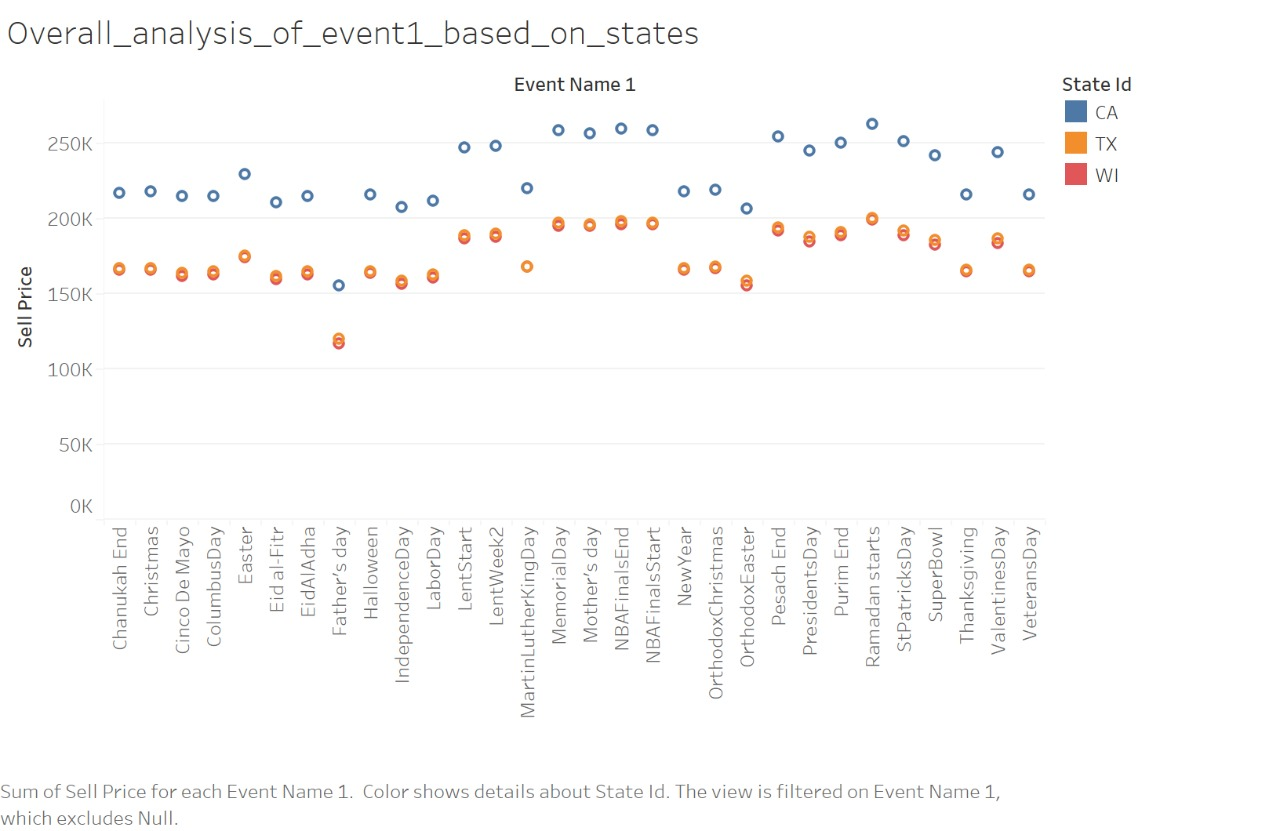 Overall_analysis_of_event1_based_on_states
Event Name 1
State Id
CA
TX
WI
Sell Price
250K
200K
150K
100K
50K
0K
Chanukah End
Christmas
Cinco De Mayo
ColumbusDay
Easter
Eid al-Fitr
EidAlAdha
Father's day
Halloween
IndependenceDay
LaborDay
LentStart
LentWeek2
MartinLutherKingDay
MemorialDay
Mother's day
NBAFinalsEnd
NBAFinalsStart
NewYear
OrthodoxChristmas
OrthodoxEaster
Pesach End
PresidentsDay
Purim End
Ramadan starts
StPatricksDay
SuperBowl
Thanksgiving
ValentinesDay
VeteransDay
Sum of Sell Price for each Event Name 1.  Color shows details about State Id. The view is filtered on Event Name 1,
which excludes Null.